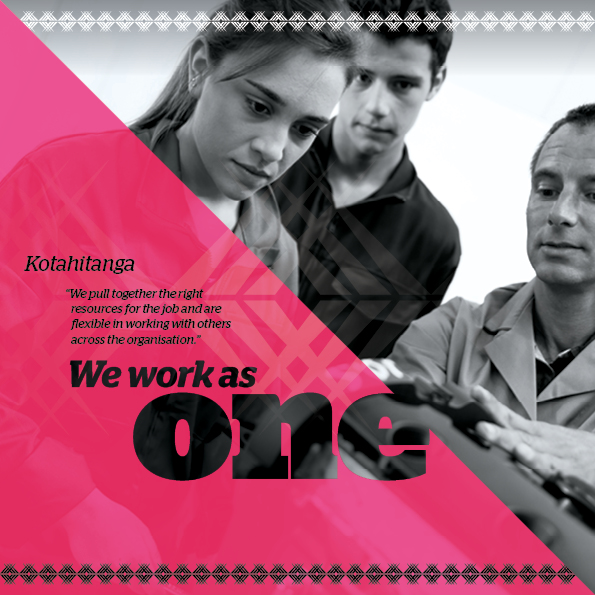 Kotahitanga
"We pull together the right
resources for the job and are
flexible in working with others
across the organisation."
We work as
one